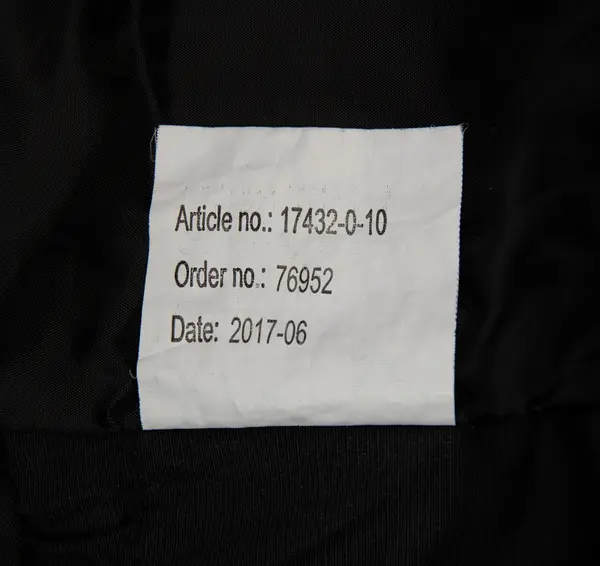 Article no.: 17432-0-10
Order no.: 76952
Date: 2017-06